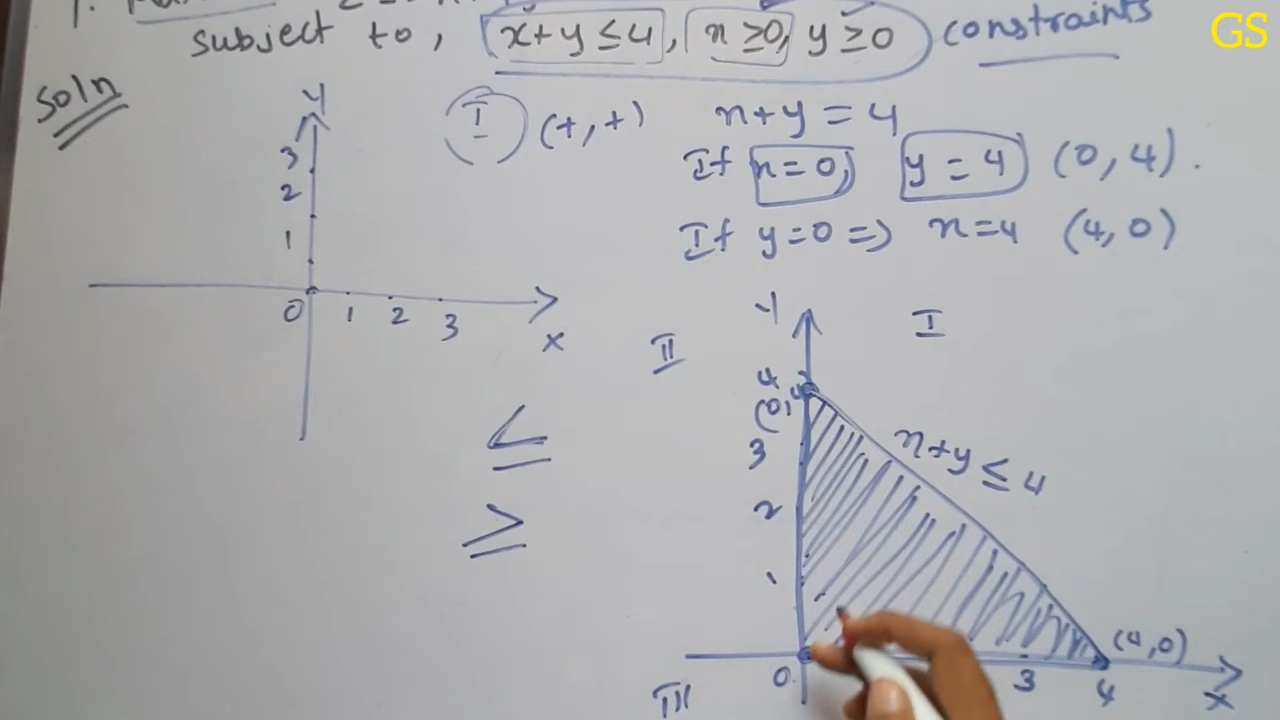 1.
subject to, x+y ≤ 4, x ≥ 0, y ≥ 0 constraints
GS
Soln
Y
I (+,+)
x+y = 4
3
If x=0, y = 4 (0,4).
2
1
If y=0 => x=4 (4,0)
0 1 2 3
X
Y
I
II
4
(0,4
≤
x+y ≤ 4
3
≥
2
1
(4,0)
0 3 4
X
III